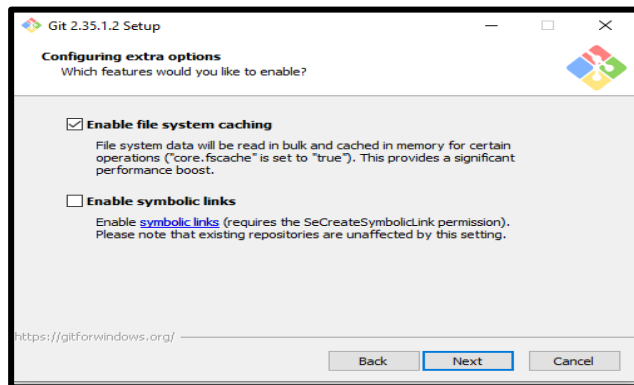 Git 2.35.1.2 Setup
Configuring extra options
Which features would you like to enable?
Enable file system caching
File system data will be read in bulk and cached in memory for certain
operations ("core.fscache" is set to "true"). This provides a significant
performance boost.
Enable symbolic links
Enable symbolic links (requires the SeCreateSymbolicLink permission).
Please note that existing repositories are unaffected by this setting.
https://gitforwindows.org/
Back Next Cancel